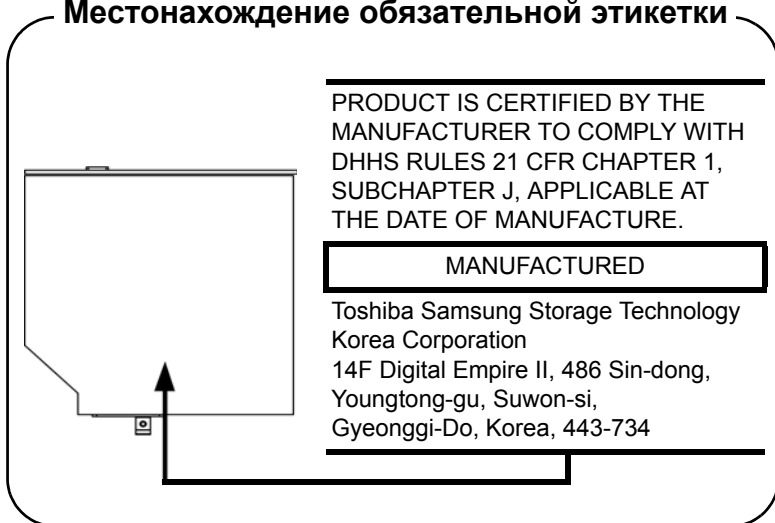 Местонахождение обязательной этикетки
PRODUCT IS CERTIFIED BY THE
MANUFACTURER TO COMPLY WITH
DHHS RULES 21 CFR CHAPTER 1,
SUBCHAPTER J, APPLICABLE AT
THE DATE OF MANUFACTURE.
MANUFACTURED
Toshiba Samsung Storage Technology
Korea Corporation
14F Digital Empire II, 486 Sin-dong,
Youngtong-gu, Suwon-si,
Gyeonggi-Do, Korea, 443-734